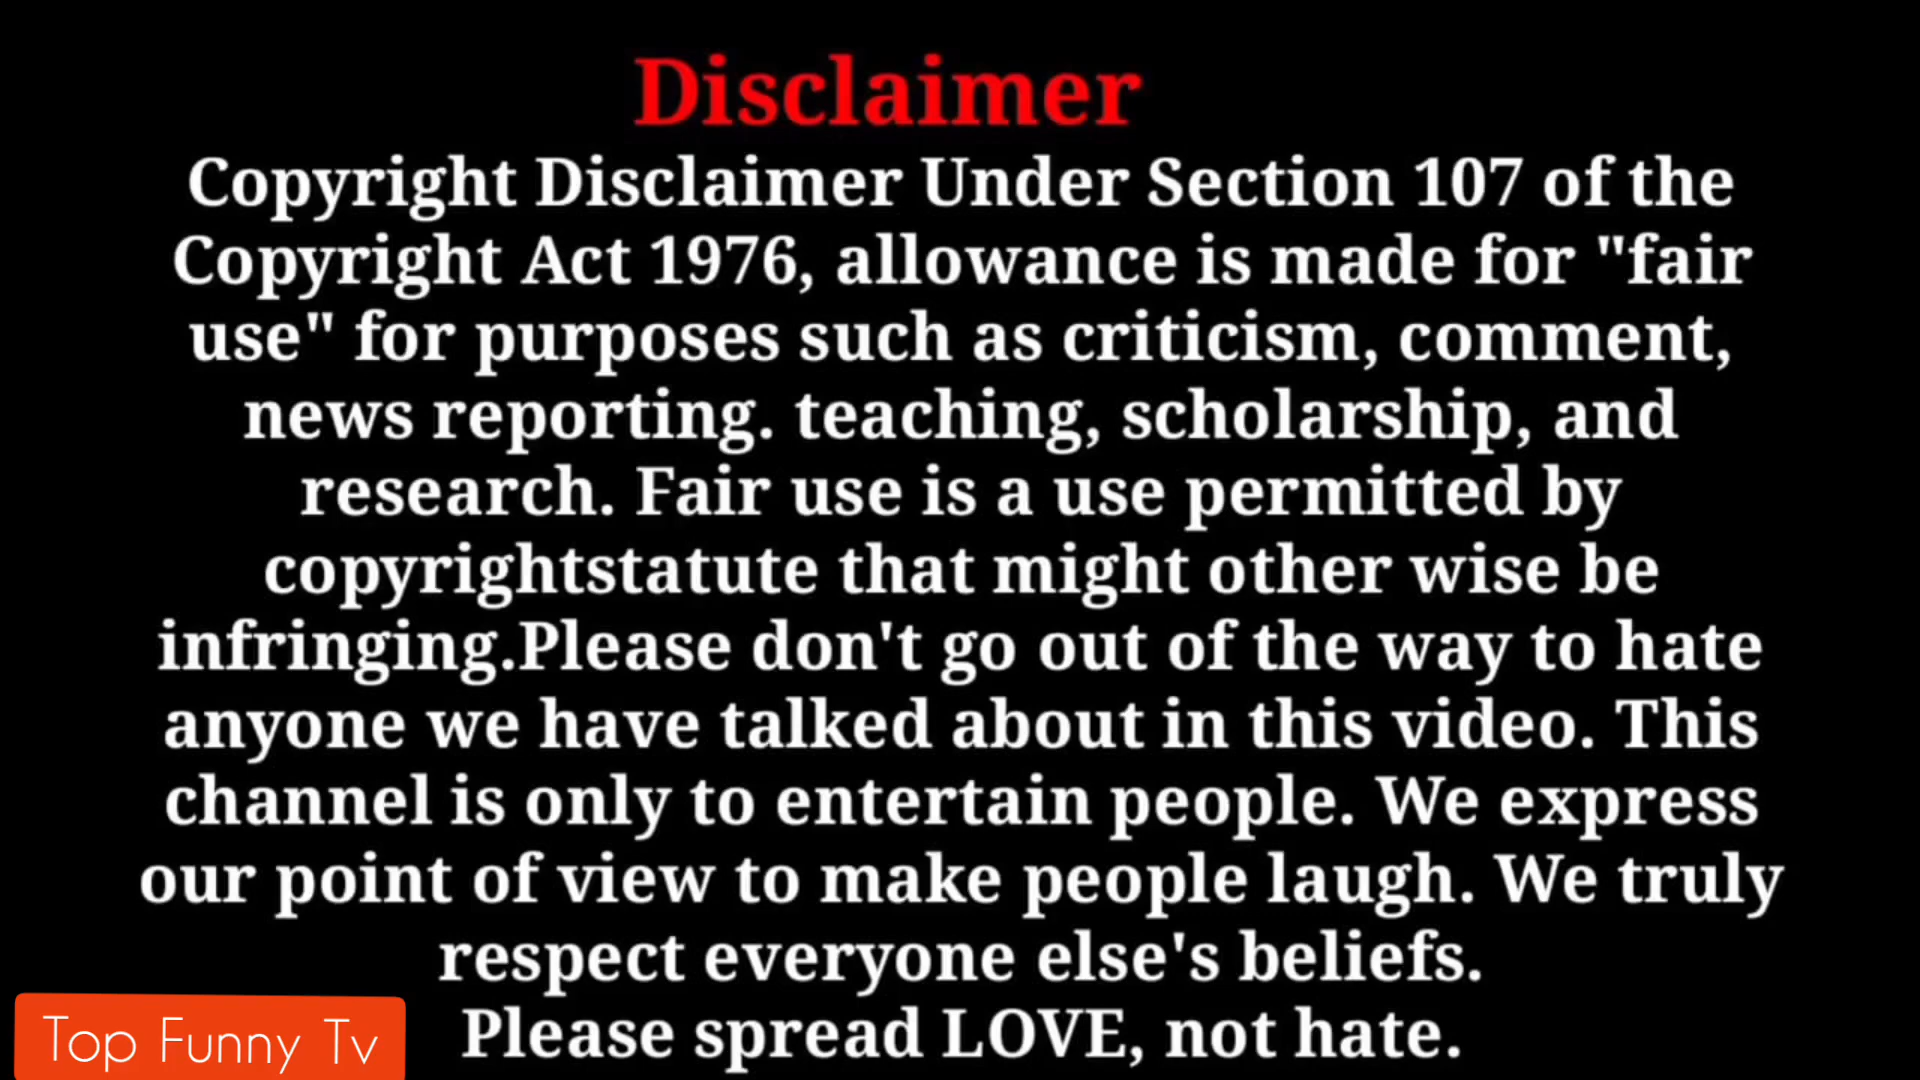 Disclaimer
Copyright Disclaimer Under Section 107 of the
Copyright Act 1976, allowance is made for "fair
use" for purposes such as criticism, comment,
news reporting. teaching, scholarship, and
research. Fair use is a use permitted by
copyrightstatute that might other wise be
infringing.Please don't go out of the way to hate
anyone we have talked about in this video. This
channel is only to entertain people. We express
our point of view to make people laugh. We truly
respect everyone else's beliefs.
Please spread LOVE, not hate.
Top Funny Tv